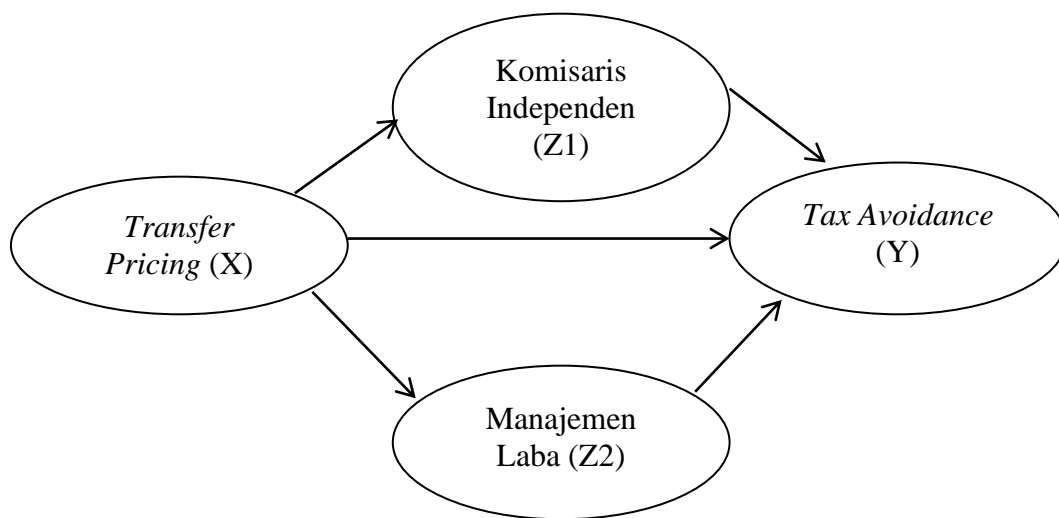 Komisaris
Independen
(Z1)
Transfer
Pricing (X)
Tax Avoidance
(Y)
Manajemen
Laba (Z2)